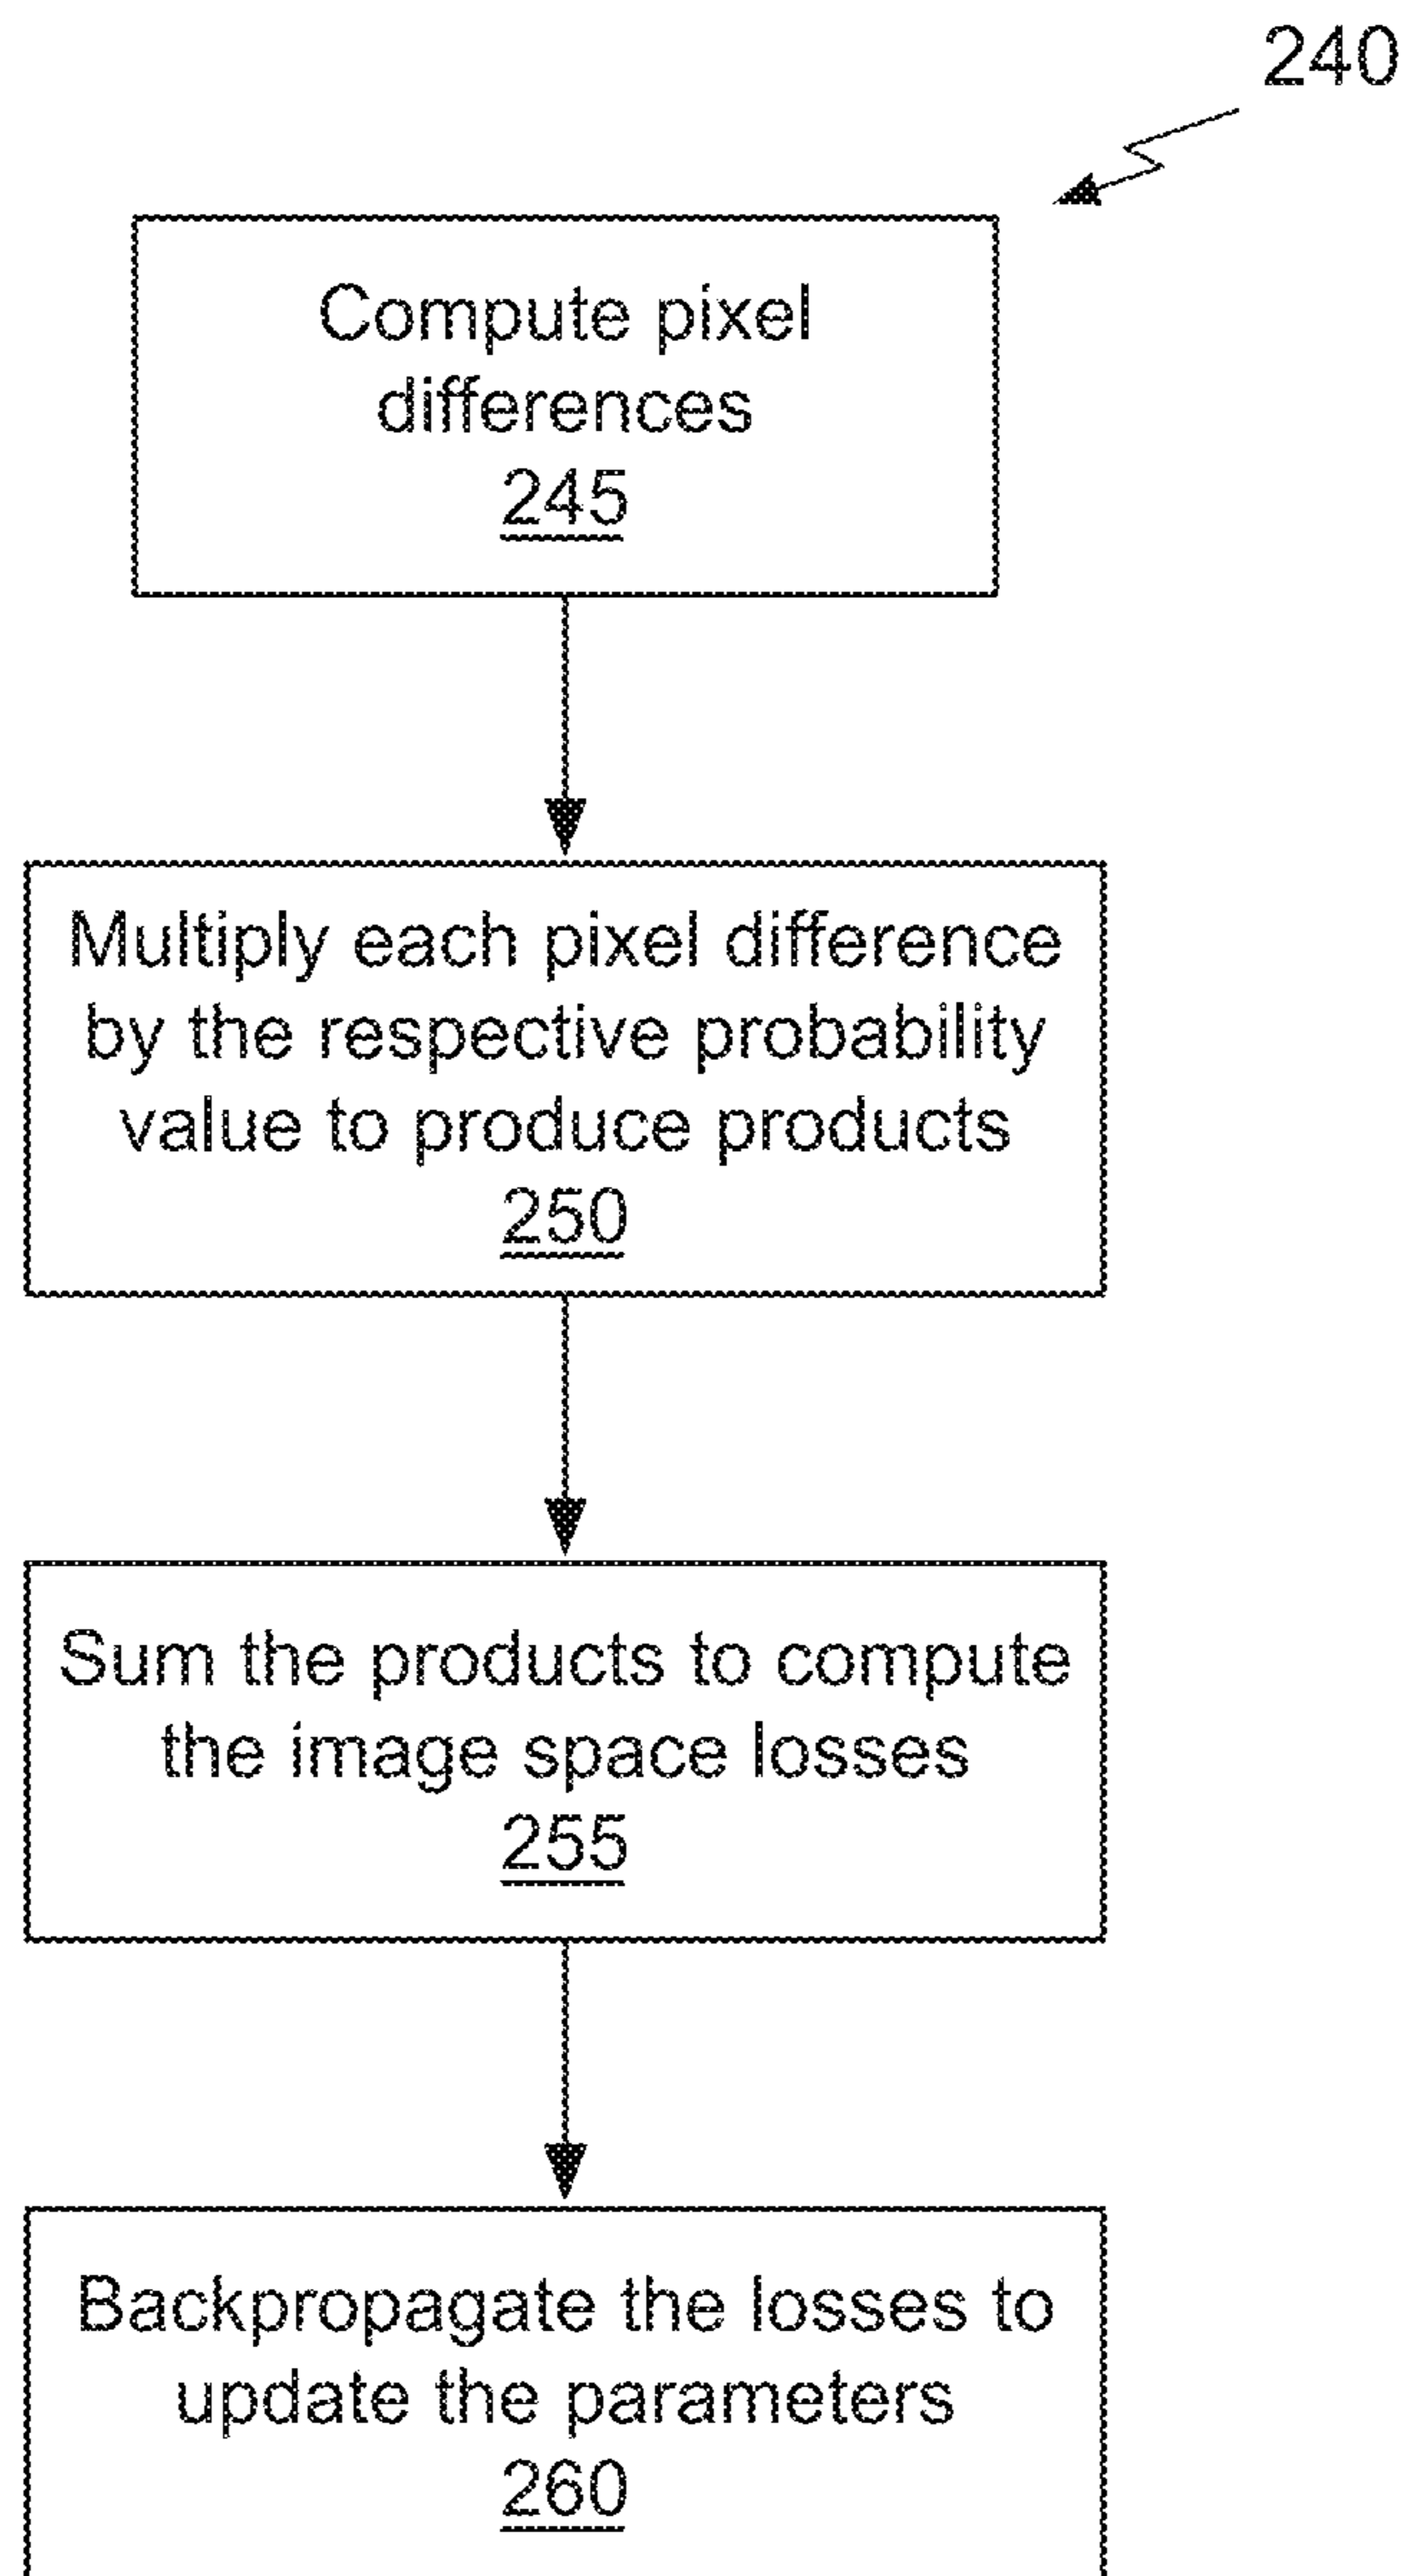 240
Compute pixel
differences
245
Multiply each pixel difference
by the respective probability
value to produce products
250
Sum the products to compute
the image space losses
255
Backpropagate the losses to
update the parameters
260